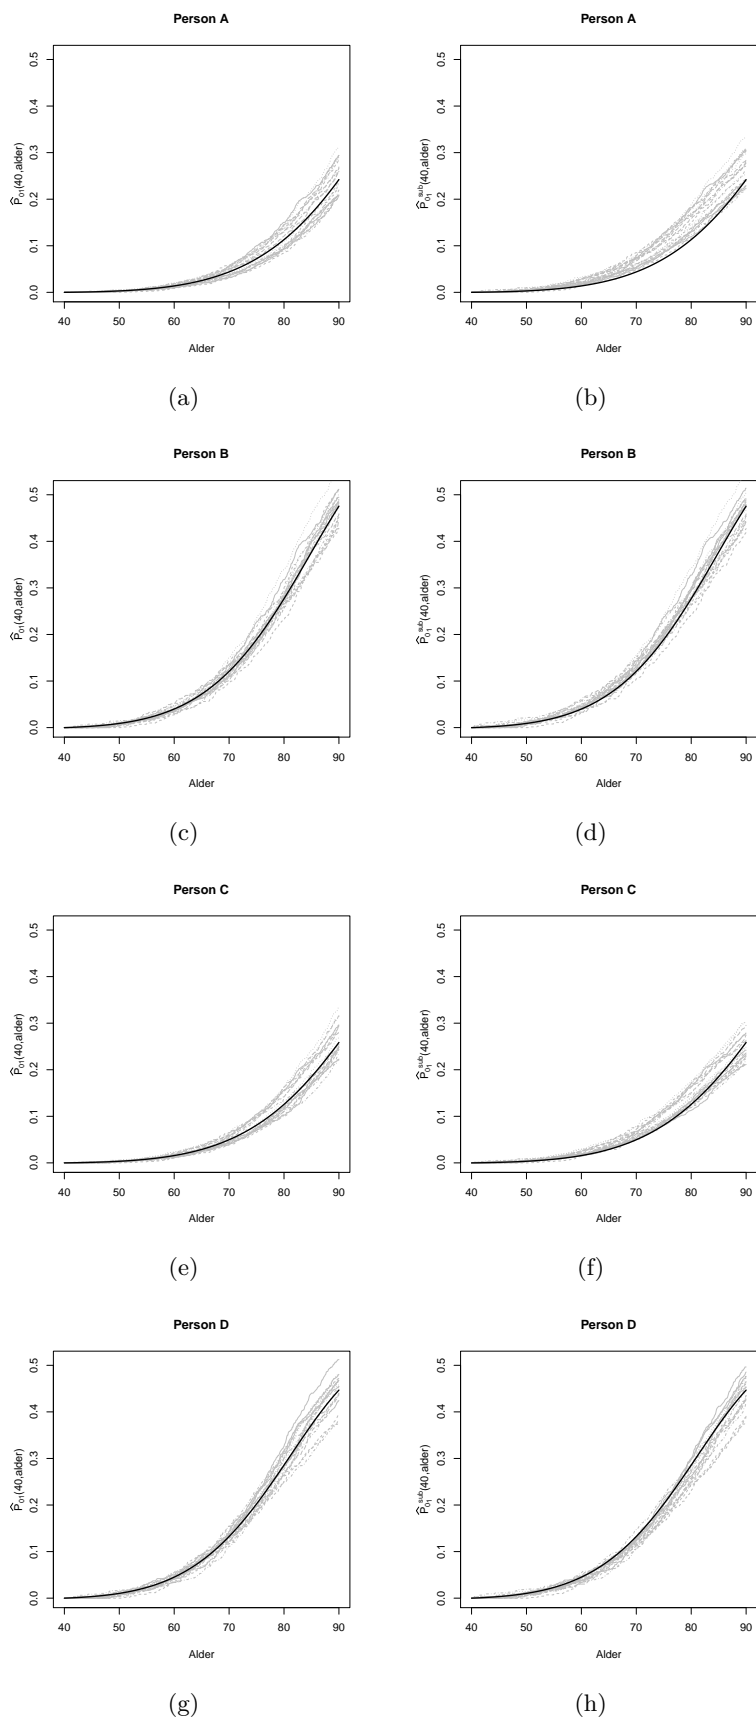 Person A
0.5
0.4
0.3
0.2
0.1
0.0
P̂₀₁(40,alder)
40 50 60 70 80 90
Alder
(a)
Person A
0.5
0.4
0.3
0.2
0.1
0.0
P̂₀₁ˢᵘᵇ(40,alder)
40 50 60 70 80 90
Alder
(b)
Person B
0.5
0.4
0.3
0.2
0.1
0.0
P̂₀₁(40,alder)
40 50 60 70 80 90
Alder
(c)
Person B
0.5
0.4
0.3
0.2
0.1
0.0
P̂₀₁ˢᵘᵇ(40,alder)
40 50 60 70 80 90
Alder
(d)
Person C
0.5
0.4
0.3
0.2
0.1
0.0
P̂₀₁(40,alder)
40 50 60 70 80 90
Alder
(e)
Person C
0.5
0.4
0.3
0.2
0.1
0.0
P̂₀₁ˢᵘᵇ(40,alder)
40 50 60 70 80 90
Alder
(f)
Person D
0.5
0.4
0.3
0.2
0.1
0.0
P̂₀₁(40,alder)
40 50 60 70 80 90
Alder
(g)
Person D
0.5
0.4
0.3
0.2
0.1
0.0
P̂₀₁ˢᵘᵇ(40,alder)
40 50 60 70 80 90
Alder
(h)